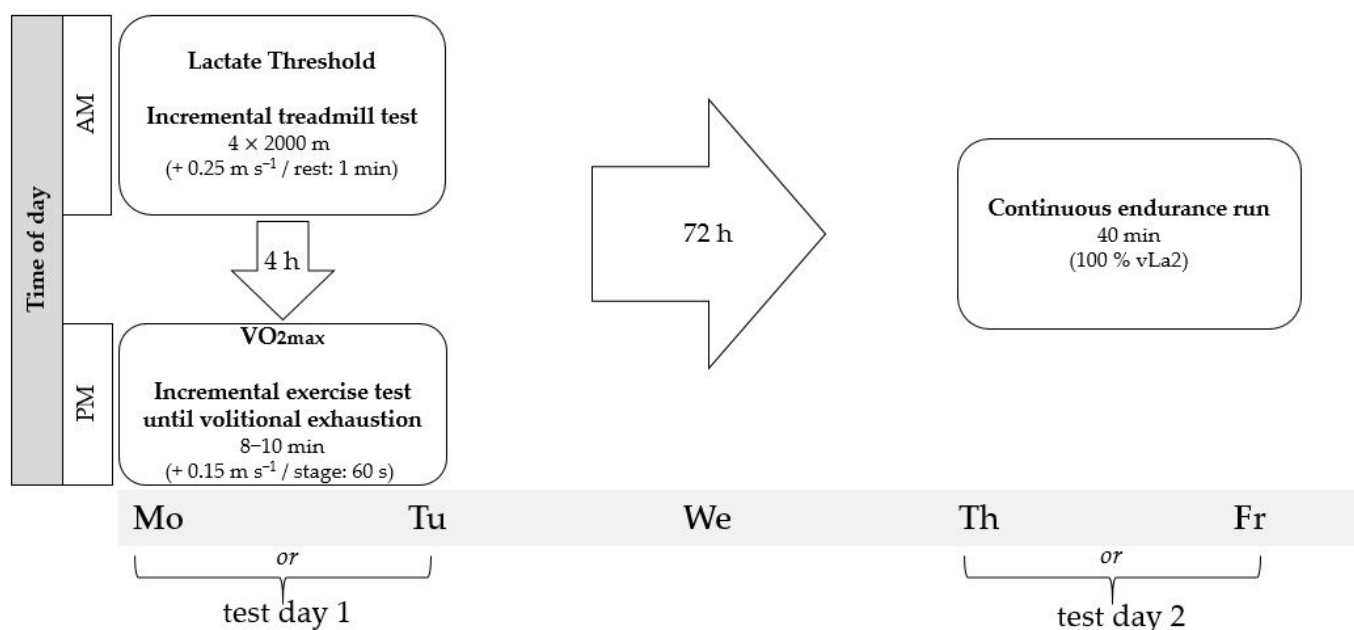 Time of day
AM
Lactate Threshold
Incremental treadmill test
4 × 2000 m
(+ 0.25 m s⁻¹ / rest: 1 min)
4 h
PM
VO2max
Incremental exercise test
until volitional exhaustion
8–10 min
(+ 0.15 m s⁻¹ / stage: 60 s)
72 h
Continuous endurance run
40 min
(100 % vLa2)
Mo Tu We Th Fr
or or
test day 1 test day 2